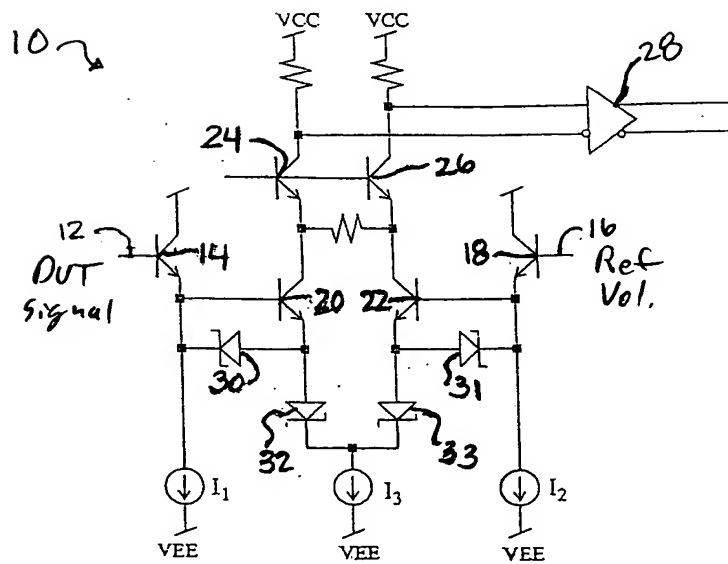 VCC VCC
10
28
24
26
12
14
DUT
Signal
18
16
Ref
Vol.
20
22
30
31
32
33
I1
I3
I2
VEE
VEE
VEE